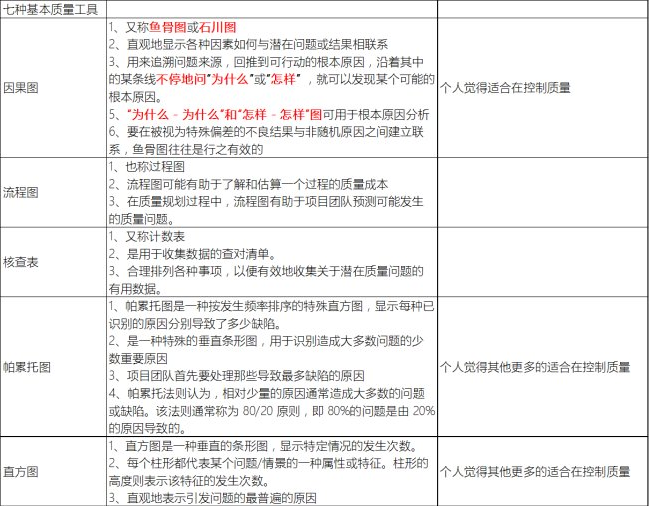 七种基本质量工具
因果图
1、又称鱼骨图或石川图
2、直观地显示各种因素如何与潜在问题或结果相联系
3、用来追溯问题来源，回推到可行动的根本原因，沿着其中
的某条线不停地问"为什么"或"怎样"，就可以发现某个可能的
根本原因。
5、"为什么－为什么"和"怎样－怎样"图可用于根本原因分析
6、要在被视为特殊偏差的不良结果与非随机原因之间建立联
系，鱼骨图往往是行之有效的
个人觉得适合在控制质量
流程图
1、也称过程图
2、流程图可能有助于了解和估算一个过程的质量成本
3、在质量规划过程中，流程图有助于项目团队预测可能发生
的质量问题。
核查表
1、又称计数表
2、是用于收集数据的查对清单。
3、合理排列各种事项，以便有效地收集关于潜在质量问题的
有用数据。
帕累托图
1、帕累托图是一种按发生频率排序的特殊直方图，显示每种已
识别的原因分别导致了多少缺陷。
2、是一种特殊的垂直条形图，用于识别造成大多数问题的少
数重要原因
3、项目团队首先要处理那些导致最多缺陷的原因
4、帕累托法则认为，相对少量的原因通常造成大多数的问题
或缺陷。该法则通常称为 80/20 原则，即 80%的问题是由 20%
的原因导致的。
个人觉得其他更多的适合在控制质量
直方图
1、直方图是一种垂直的条形图，显示特定情况的发生次数。
2、每个柱形都代表某个问题/情景的一种属性或特征。柱形的
高度则表示该特征的发生次数。
3、直观地表示引发问题的最普遍的原因
个人觉得其他更多的适合在控制质量